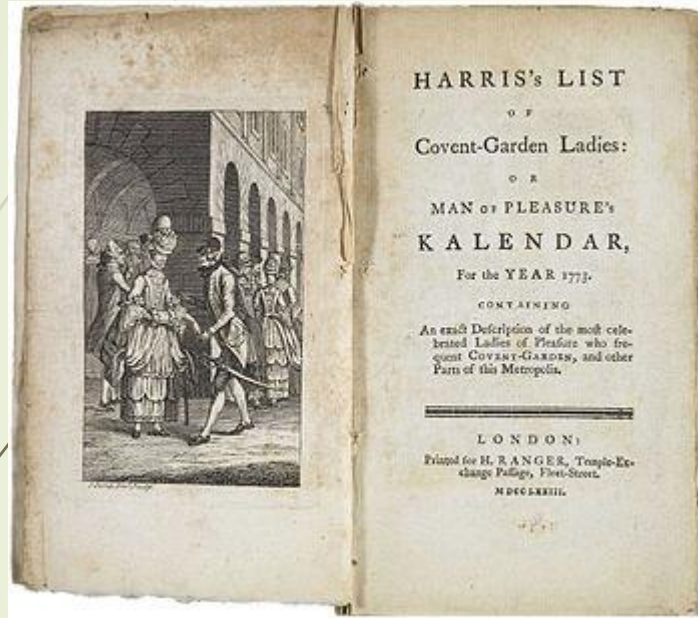 HARRIS's LIST
OF
Covent-Garden Ladies:
OR
MAN OF PLEASURE's
KALENDAR,
For the YEAR 1773.
CONTAINING
An exact Deſcription of the moſt cele-
brated Ladies of Pleaſure who fre-
quent COVENT-GARDEN, and other
Parts of this Metropolis.
LONDON:
Printed for H. RANGER, Temple-Ex-
change Paſſage, Fleet-Street.
MDCCLXXIII.